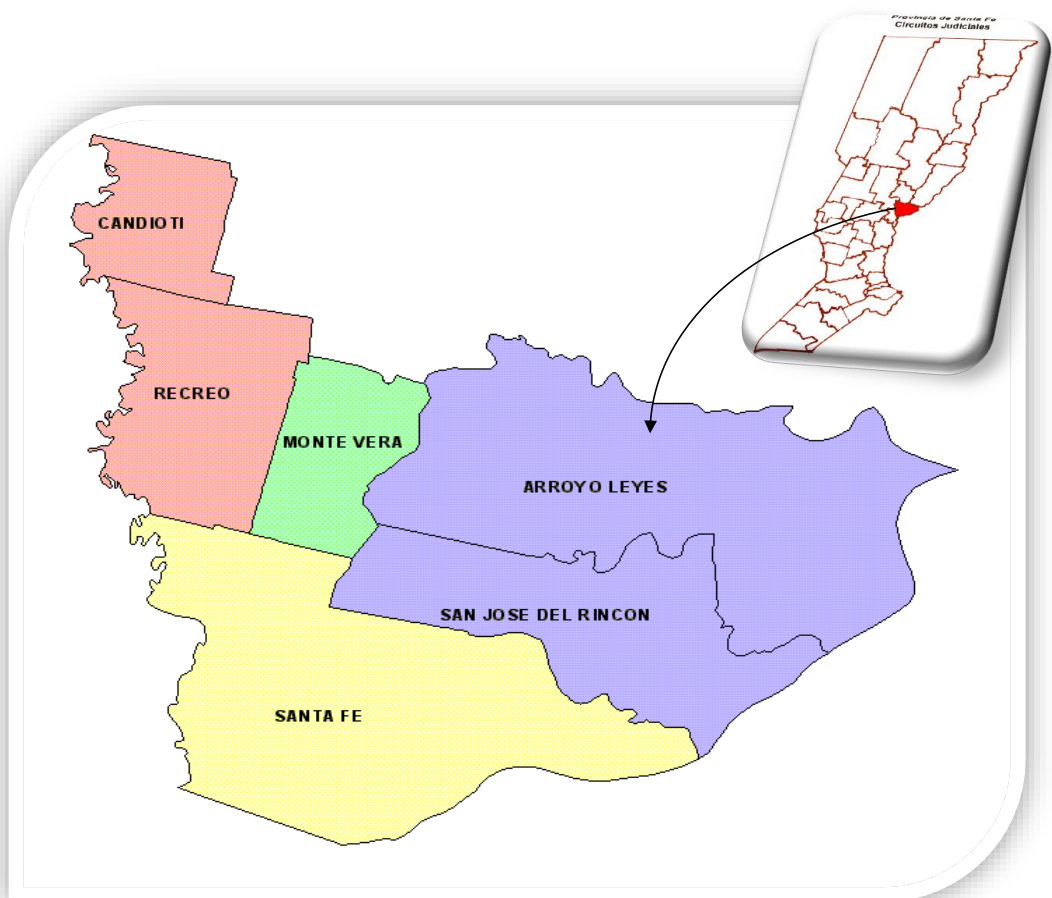 Provincia de Santa Fe
Circuitos Judiciales
CANDIOTI
RECREO
MONTE VERA
ARROYO LEYES
SAN JOSE DEL RINCON
SANTA FE